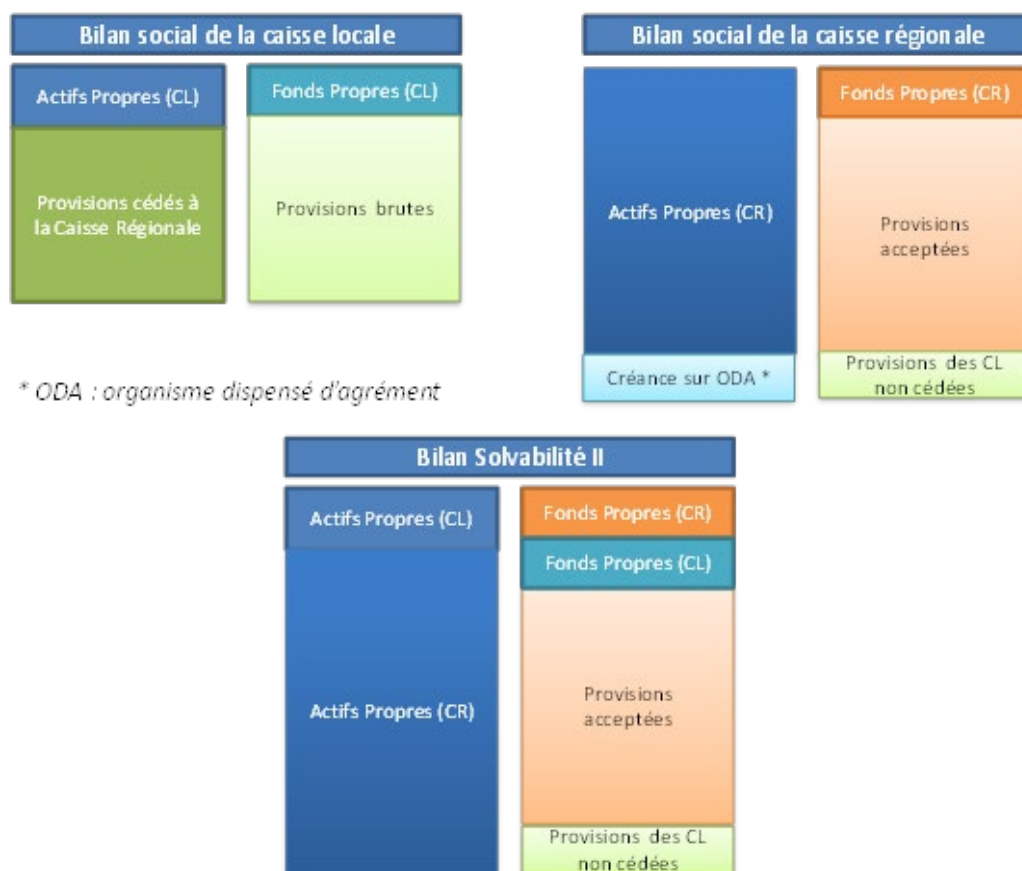 Bilan social de la caisse locale
Actifs Propres (CL)
Provisions cédés à
la Caisse Régionale
Fonds Propres (CL)
Provisions brutes
* ODA : organisme dispensé d'agrément
Bilan social de la caisse régionale
Actifs Propres (CR)
Créance sur ODA *
Fonds Propres (CR)
Provisions
acceptées
Provisions des CL
non cédées
Bilan Solvabilité II
Actifs Propres (CL)
Actifs Propres (CR)
Fonds Propres (CR)
Fonds Propres (CL)
Provisions
acceptées
Provisions des CL
non cédées